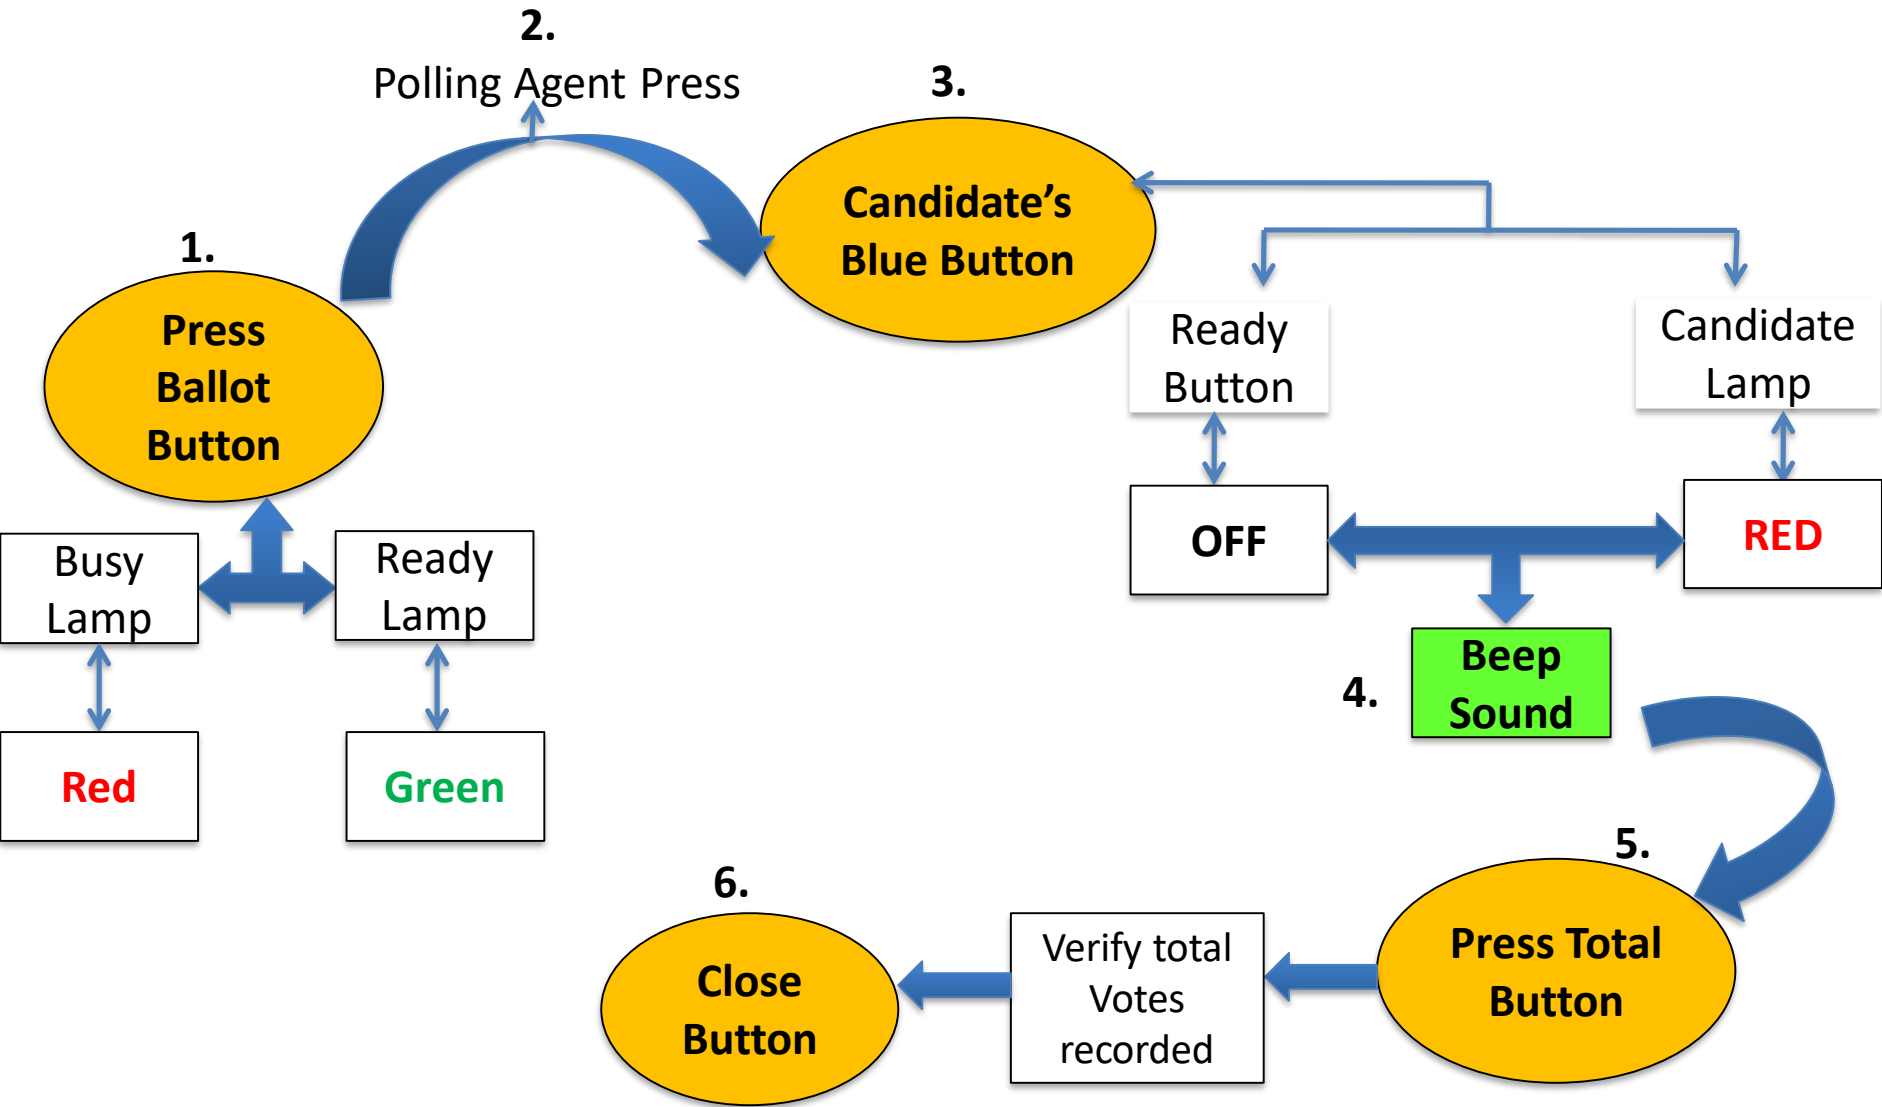 2.
Polling Agent Press
3.
Candidate’s
Blue Button
1.
Press
Ballot
Button
Ready
Button
Candidate
Lamp
Busy
Lamp
Ready
Lamp
OFF
RED
Red
Green
4.
Beep
Sound
5.
Press Total
Button
Verify total
Votes
recorded
6.
Close
Button